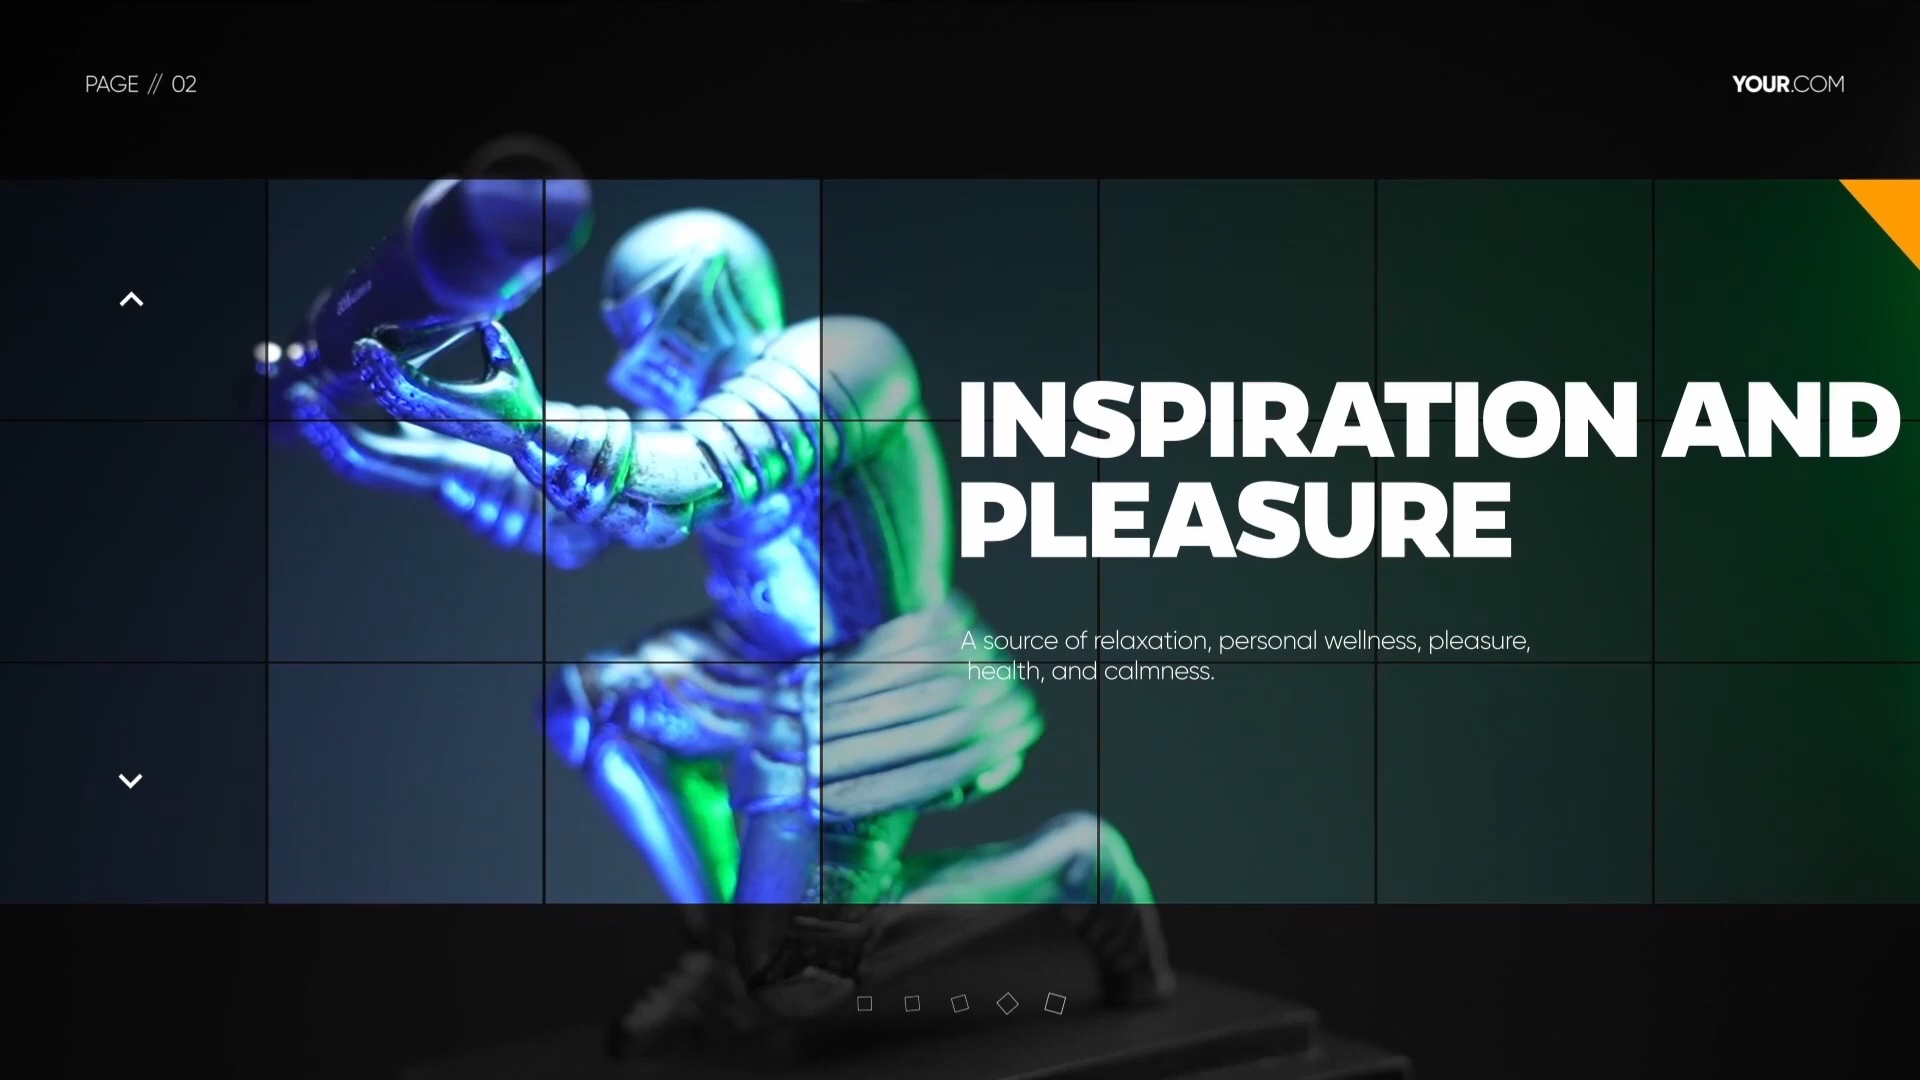 PAGE // 02
YOUR.COM
INSPIRATION AND
PLEASURE
A source of relaxation, personal wellness, pleasure,
health, and calmness.